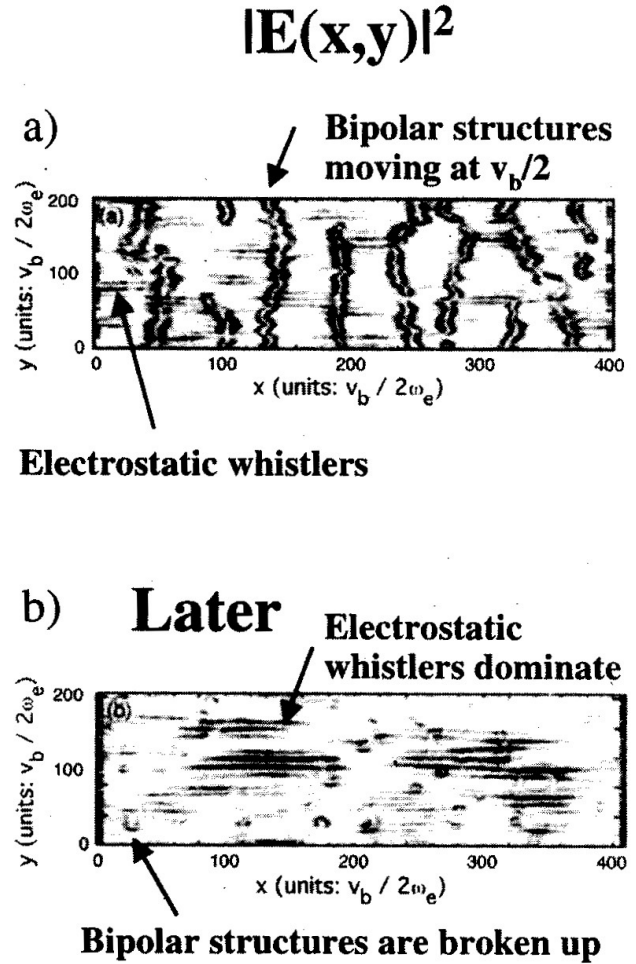 |E(x,y)|²
a)
Bipolar structures
moving at v_b/2
y (units: v_b / 2ω_e)
200
100
0
(a)
0 100 200 300 400
x (units: v_b / 2ω_e)
Electrostatic whistlers
b)
Later
Electrostatic
whistlers dominate
y (units: v_b / 2ω_e)
200
100
0
(b)
0 100 200 300 400
x (units: v_b / 2ω_e)
Bipolar structures are broken up